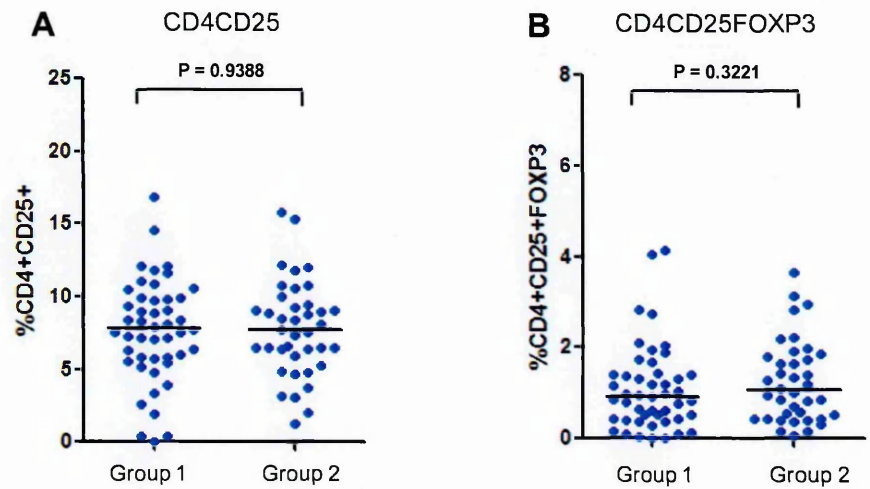 A
CD4CD25
P = 0.9388
25
20
15
10
5
0
%CD4+CD25+
Group 1
Group 2
B
CD4CD25FOXP3
P = 0.3221
8
6
4
2
0
%CD4+CD25+FOXP3
Group 1
Group 2